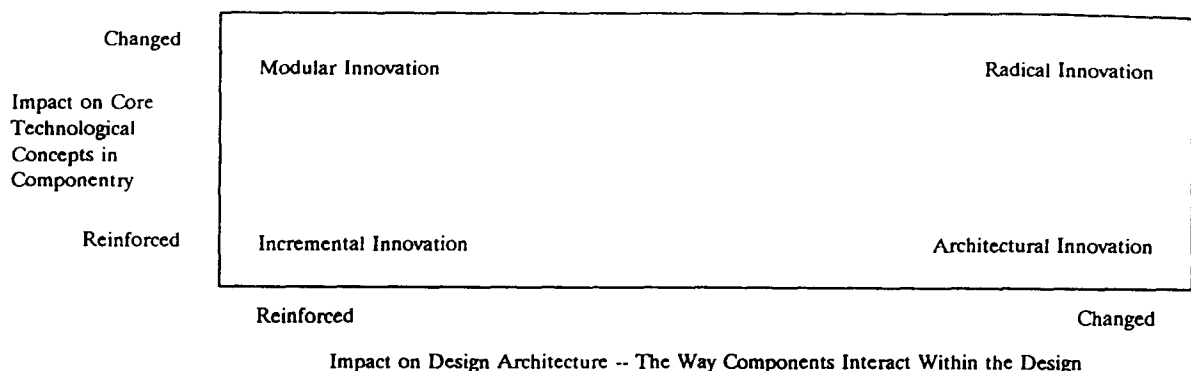 Changed
Modular Innovation
Radical Innovation
Impact on Core
Technological
Concepts in
Componentry
Reinforced
Incremental Innovation
Architectural Innovation
Reinforced
Changed
Impact on Design Architecture -- The Way Components Interact Within the Design